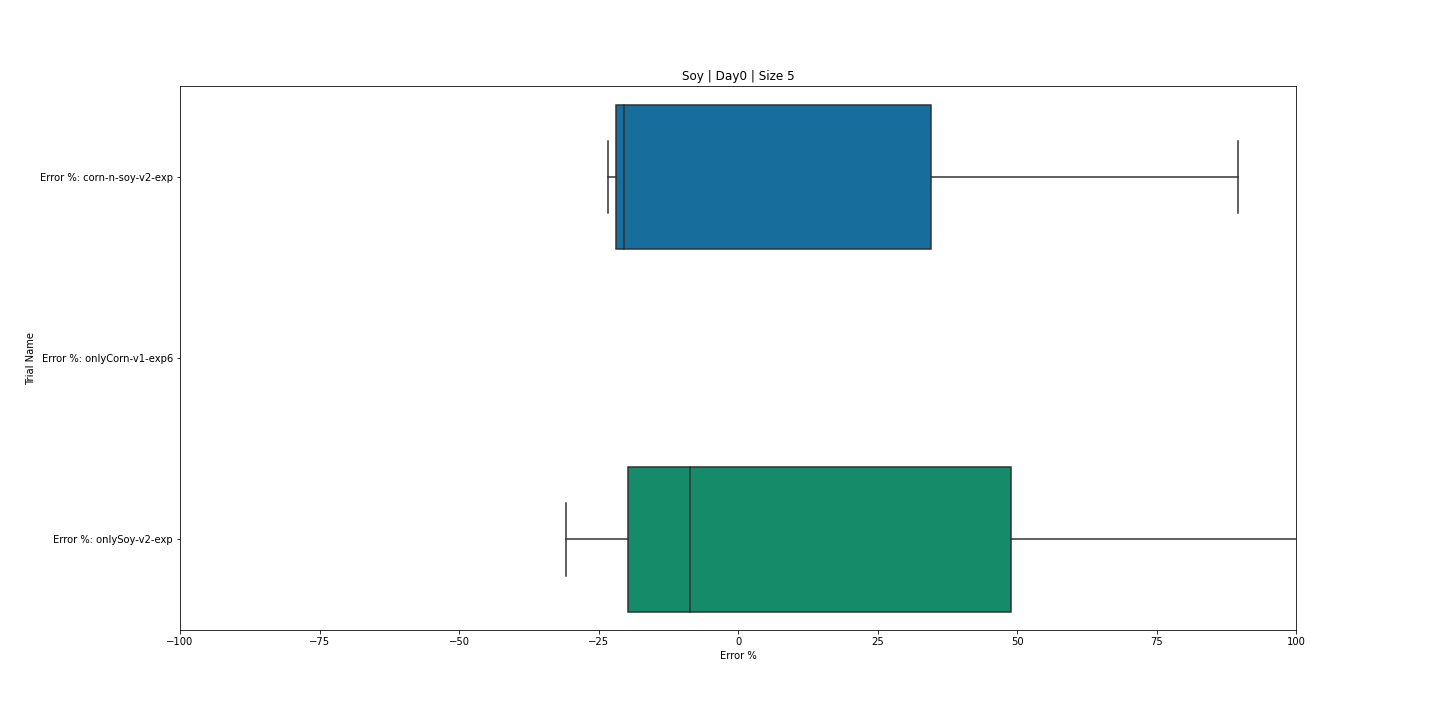 Soy | Day0 | Size 5
Error %: corn-n-soy-v2-exp
Error %: onlyCorn-v1-exp6
Error %: onlySoy-v2-exp
Trial Name
−100
−75
−50
−25
0
25
50
75
100
Error %